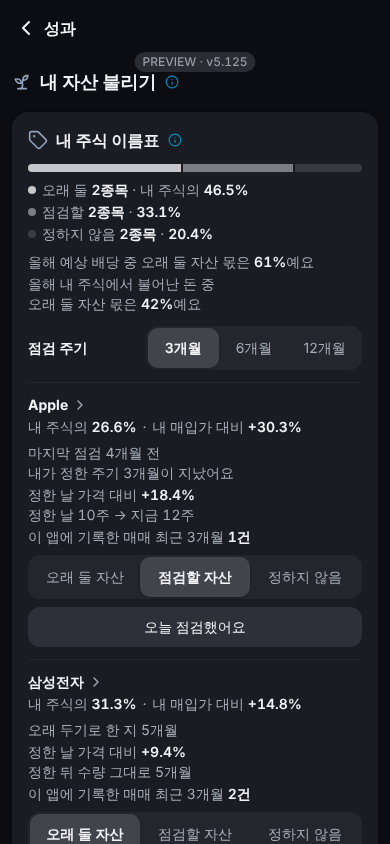 성과
PREVIEW · v5.125
내 자산 불리기
내 주식 이름표
오래 둘 2종목 · 내 주식의 46.5%
점검할 2종목 · 33.1%
정하지 않음 2종목 · 20.4%
올해 예상 배당 중 오래 둘 자산 몫은 61%예요
올해 내 주식에서 불어난 돈 중
오래 둘 자산 몫은 42%예요
점검 주기 3개월 6개월 12개월
Apple
내 주식의 26.6% · 내 매입가 대비 +30.3%
마지막 점검 4개월 전
내가 정한 주기 3개월이 지났어요
정한 날 가격 대비 +18.4%
정한 날 10주 → 지금 12주
이 앱에 기록한 매매 최근 3개월 1건
오래 둘 자산 점검할 자산 정하지 않음
오늘 점검했어요
삼성전자
내 주식의 31.3% · 내 매입가 대비 +14.8%
오래 두기로 한 지 5개월
정한 날 가격 대비 +9.4%
정한 뒤 수량 그대로 5개월
이 앱에 기록한 매매 최근 3개월 2건
오래 둘 자산 점검할 자산 정하지 않음